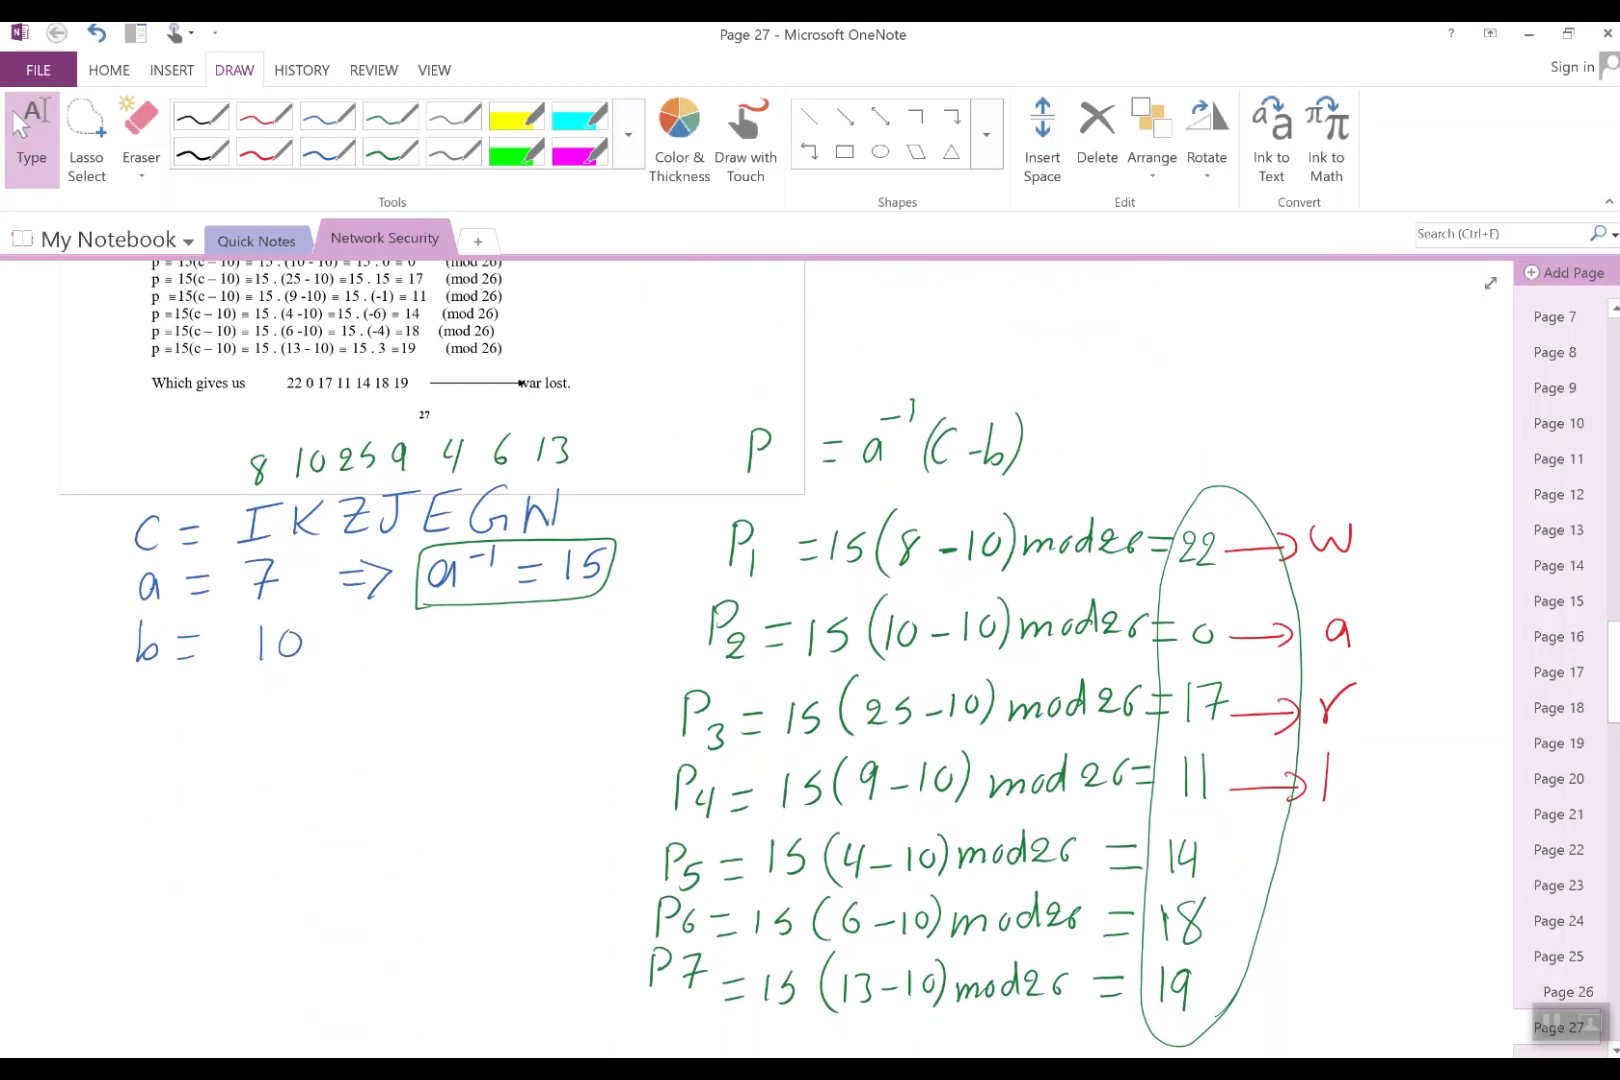 Page 27 - Microsoft OneNote
?
Sign in
FILE HOME INSERT DRAW HISTORY REVIEW VIEW
Type
Lasso Select
Eraser
Color & Thickness
Draw with Touch
Insert Space
Delete
Arrange
Rotate
Ink to Text
Ink to Math
Tools
Shapes
Edit
Convert
My Notebook
Quick Notes
Network Security
+
Search (Ctrl+E)
Add Page
p = 15(c – 10) = 15 . (10 - 10) = 15 . 0 = 0 (mod 26)
p = 15(c – 10) = 15 . (25 - 10) = 15 . 15 = 17 (mod 26)
p =15(c – 10) = 15 . (9 -10) = 15 . (-1) = 11 (mod 26)
p =15(c – 10) = 15 . (4 -10) =15 . (-6) = 14 (mod 26)
p =15(c – 10) = 15 . (6 -10) = 15 . (-4) =18 (mod 26)
p =15(c – 10) = 15 . (13 - 10) = 15 . 3 =19 (mod 26)
Which gives us 22 0 17 11 14 18 19 war lost.
27
8 10 25 9 4 6 13
C = IKZJEGN
a = 7 => a⁻¹ = 15
b = 10
P = a⁻¹ (C - b)
P1 = 15(8 - 10) mod 26 = 22 → w
P2 = 15(10 - 10) mod 26 = 0 → a
P3 = 15(25 - 10) mod 26 = 17 → r
P4 = 15(9 - 10) mod 26 = 11 → l
P5 = 15(4 - 10) mod 26 = 14
P6 = 15(6 - 10) mod 26 = 18
P7 = 15(13 - 10) mod 26 = 19
Page 7
Page 8
Page 9
Page 10
Page 11
Page 12
Page 13
Page 14
Page 15
Page 16
Page 17
Page 18
Page 19
Page 20
Page 21
Page 22
Page 23
Page 24
Page 25
Page 26
Page 27